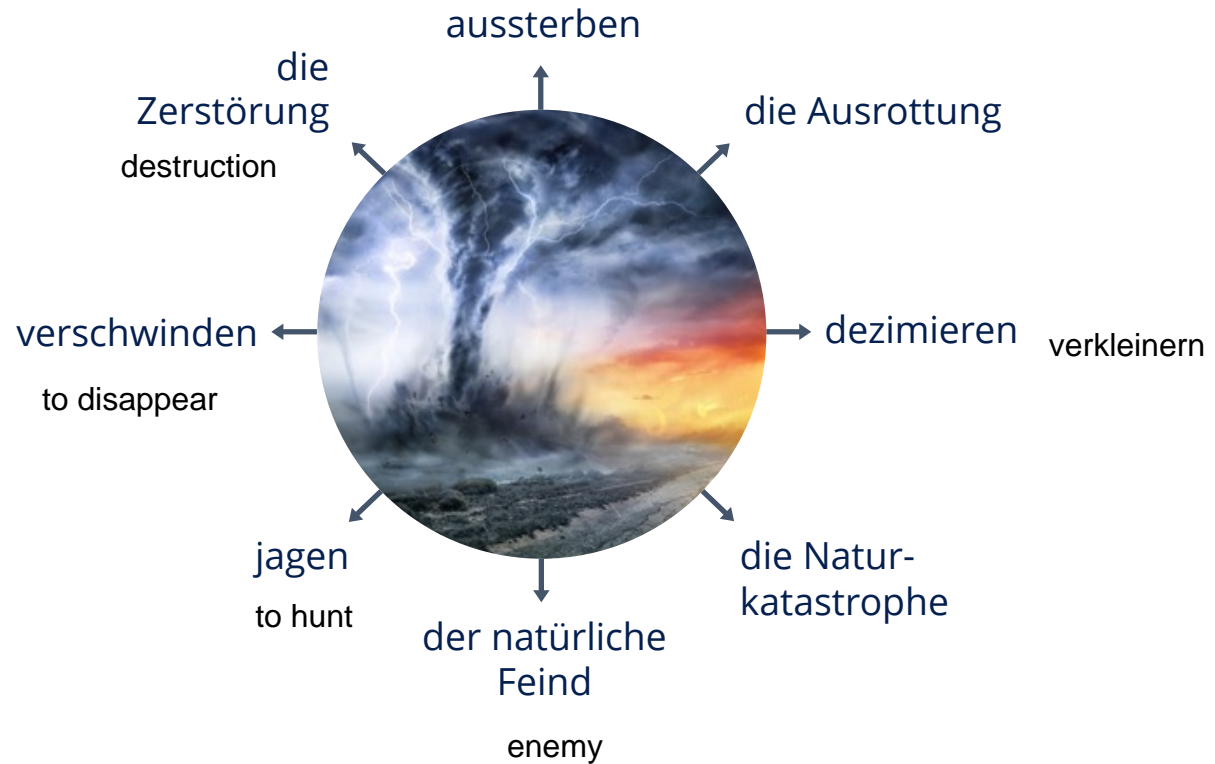 aussterben
die
Zerstörung
destruction
die Ausrottung
verschwinden
to disappear
dezimieren
verkleinern
jagen
to hunt
die Natur-
katastrophe
der natürliche
Feind
enemy